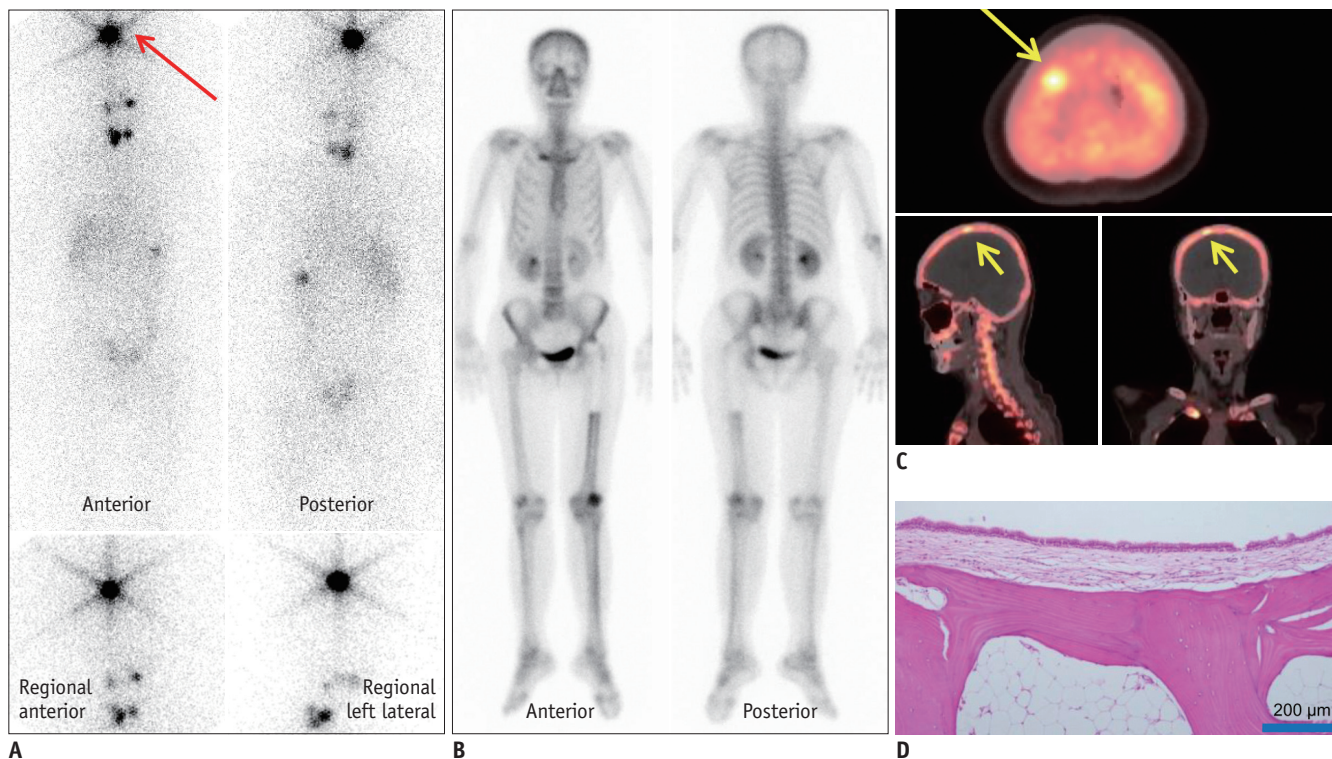 Anterior
Posterior
Regional
anterior
Regional
left lateral
A
Anterior
Posterior
B
C
200 µm
D